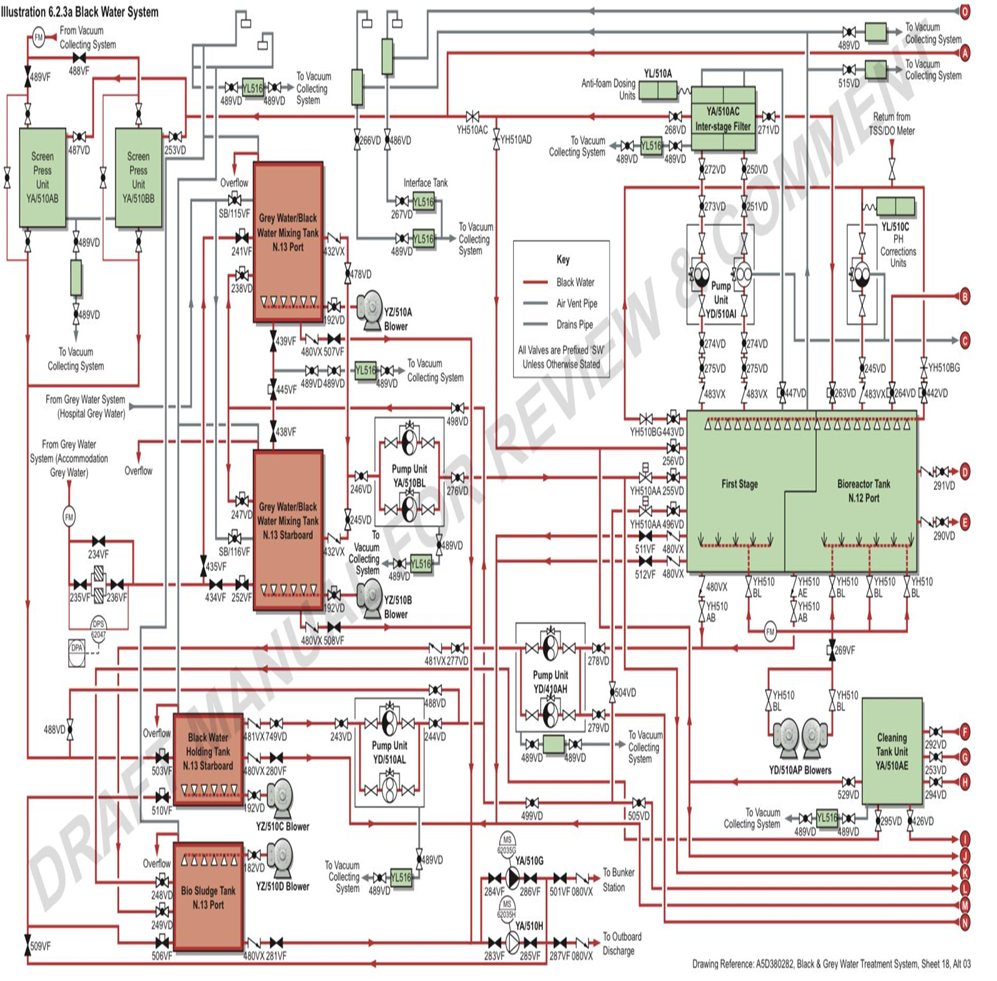 Illustration 6.2.3a Black Water System
FM
From Vacuum
Collecting System
489VF
488VF
487VD
253VD
Screen
Press
Unit
YA/510AB
Screen
Press
Unit
YA/510BB
489VD
489VD
To Vacuum
Collecting System
489VD
YL516
489VD
To Vacuum
Collecting
System
266VD
486VD
Interface Tank
YL516
267VD
YL516
489VD
To Vacuum
Collecting
System
YH510AC
YH510AD
Anti-foam Dosing
Units
YL/510A
YA/510AC
Inter-stage Filter
268VD
271VD
To Vacuum
Collecting System
489VD
YL516
489VD
489VD
To Vacuum
Collecting System
515VD
To Vacuum
Collecting System
O
A
Return from
TSS/DO Meter
272VD
250VD
273VD
251VD
YL/510C
PH
Corrections
Units
Pump
Unit
YD/510AI
274VD
274VD
275VD
275VD
245VD
483VX
483VX
447VD
263VD
483VX
264VD
442VD
YH510BG
B
C
Key
Black Water
Air Vent Pipe
Drains Pipe
All Valves are Prefixed 'SW'
Unless Otherwise Stated
Overflow
SB/115VF
241VF
238VD
Grey Water/Black
Water Mixing Tank
N.13 Port
432VX
478VD
192VD
YZ/510A
Blower
439VF
480VX
507VF
445VF
489VD
489VD
YL516
489VD
To Vacuum
Collecting System
438VF
498VD
From Grey Water System
(Hospital Grey Water)
From Grey Water
System (Accommodation
Grey Water)
Overflow
FM
234VF
235VF
236VF
DPS
62047
DPA
435VF
434VF
252VF
247VD
SB/116VF
Grey Water/Black
Water Mixing Tank
N.13 Starboard
432VX
246VD
245VD
Pump Unit
YA/510BL
276VD
489VD
To
Vacuum
Collecting
System
YL516
489VD
192VD
YZ/510B
Blower
480VX
508VF
YH510BG
443VD
256VD
YH510AA
255VD
YH510AA
496VD
511VF
480VX
512VF
480VX
First Stage
Bioreactor Tank
N.12 Port
291VD
D
290VD
E
480VX
YH510
AB
YH510
BL
YH510
AE
YH510
AB
YH510
BL
YH510
BL
YH510
BL
FM
269VF
YH510
BL
YH510
BL
YD/510AP Blowers
481VX
277VD
278VD
Pump Unit
YD/410AH
279VD
504VD
489VD
489VD
To Vacuum
Collecting
System
488VD
488VD
Overflow
503VF
510VF
Black Water
Holding Tank
N.13 Starboard
481VX
749VD
480VX
280VF
192VD
YZ/510C Blower
243VD
Pump Unit
YD/510AL
244VD
499VD
505VD
Cleaning
Tank Unit
YA/510AE
292VD
253VD
294VD
F
G
H
529VD
To Vacuum
Collecting System
489VD
YL516
489VD
295VD
426VD
I
J
K
L
M
N
Overflow
248VD
249VD
506VF
509VF
Bio Sludge Tank
N.13 Port
182VD
YZ/510D Blower
480VX
281VF
To Vacuum
Collecting
System
489VD
YL516
489VD
MS
62035G
YA/510G
284VF
286VF
501VF
080VX
To Bunker
Station
MS
62035H
YA/510H
283VF
285VF
287VF
080VX
To Outboard
Discharge
DRAFT MANUAL FOR REVIEW & COMMENT
Drawing Reference: A5D380282, Black & Grey Water Treatment System, Sheet 18, Alt 03